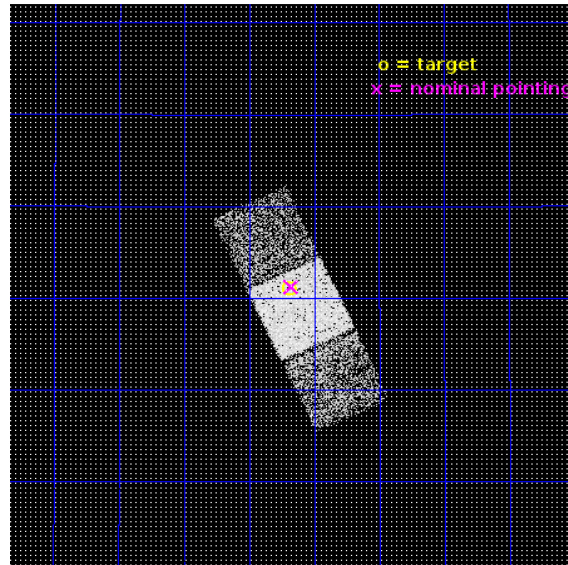 o = target
x = nominal pointing